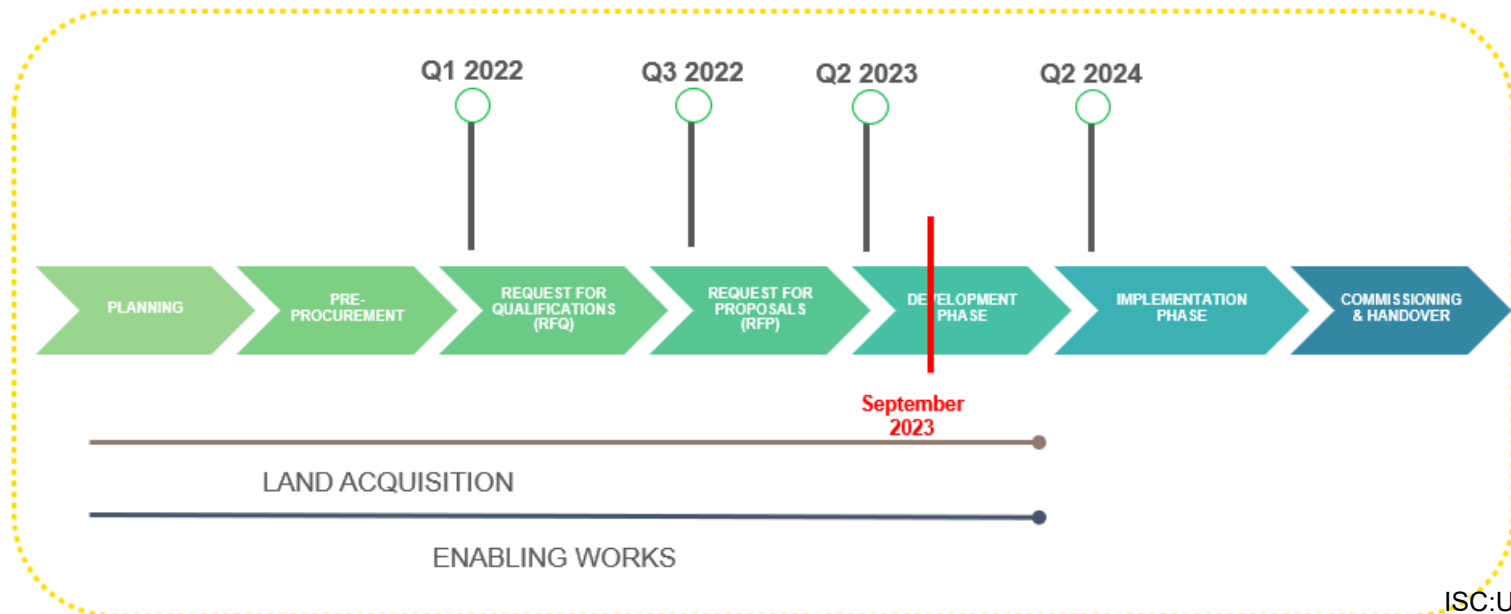 Q1 2022
Q3 2022
Q2 2023
Q2 2024
PLANNING
PRE-
PROCUREMENT
REQUEST FOR
QUALIFICATIONS
(RFQ)
REQUEST FOR
PROPOSALS
(RFP)
DEVELOPMENT
PHASE
IMPLEMENTATION
PHASE
COMMISSIONING
& HANDOVER
September
2023
LAND ACQUISITION
ENABLING WORKS
ISC:U